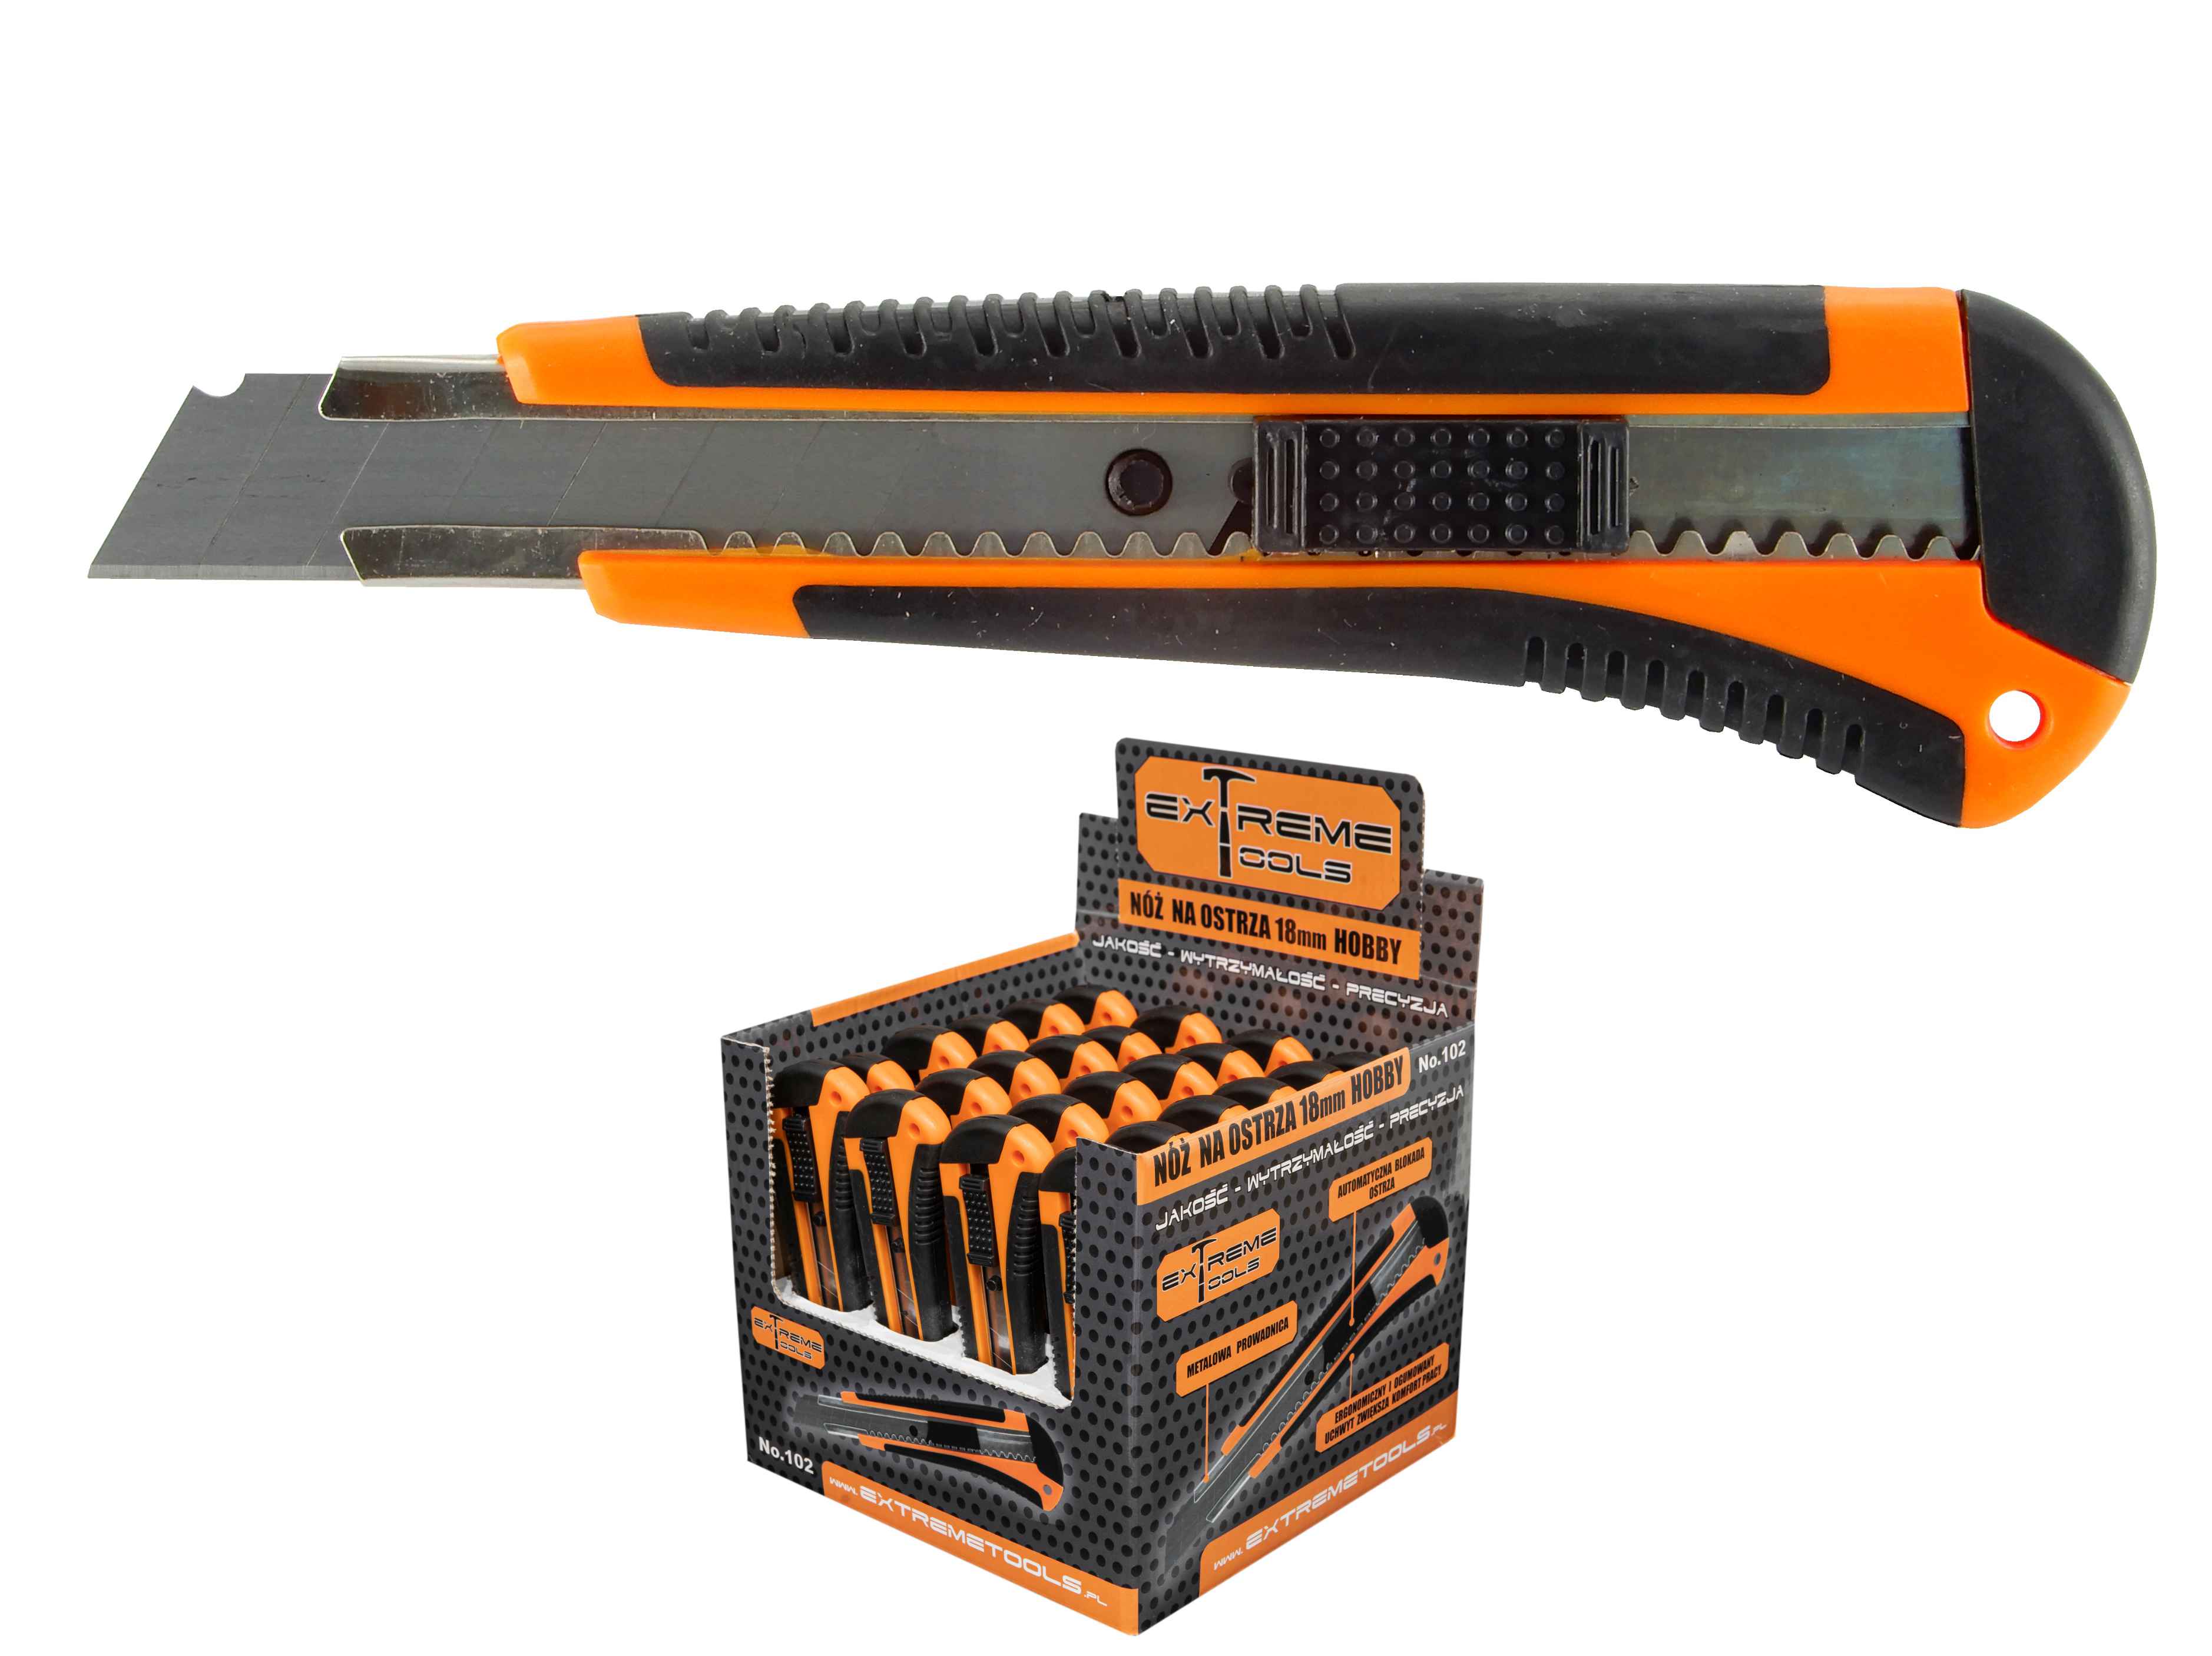 EXTREME
TOOLS
NÓŻ NA OSTRZA 18mm HOBBY
JAKOŚĆ - WYTRZYMAŁOŚĆ - PRECYZJA
No.102
NÓŻ NA OSTRZA 18mm HOBBY
JAKOŚĆ - WYTRZYMAŁOŚĆ - PRECYZJA
AUTOMATYCZNA BLOKADA
OSTRZA
EXTREME
TOOLS
METALOWA PROWADNICA
ERGONOMICZNY I OGUMOWANY
UCHWYT ZWIĘKSZA KOMFORT PRACY
www.EXTREMETOOLS.PL
EXTREME
TOOLS
No.102
www.EXTREMETOOLS.PL